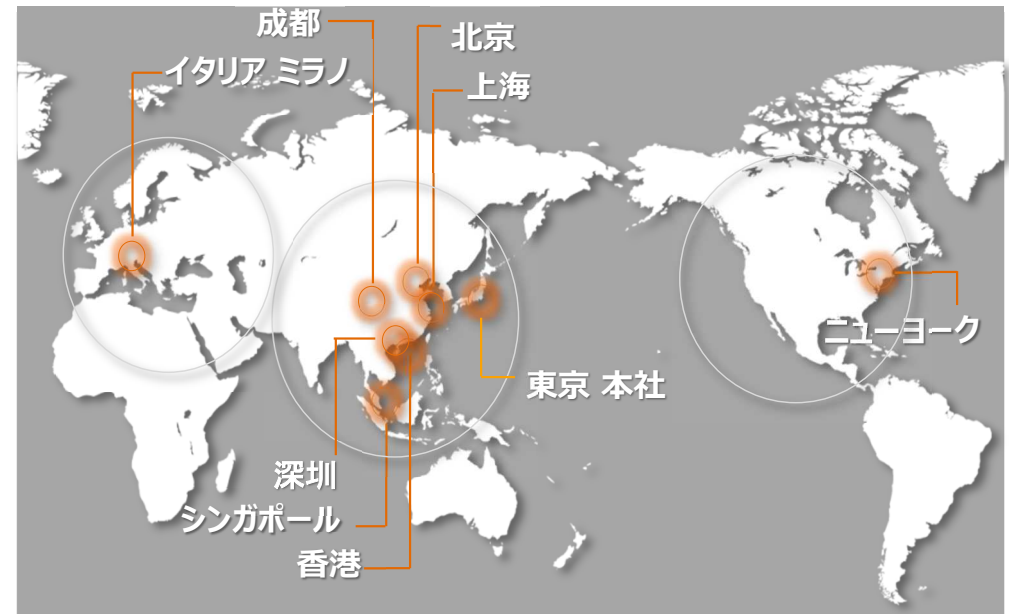 成都
北京
イタリア ミラノ
上海
ニューヨーク
東京 本社
深圳
シンガポール
香港